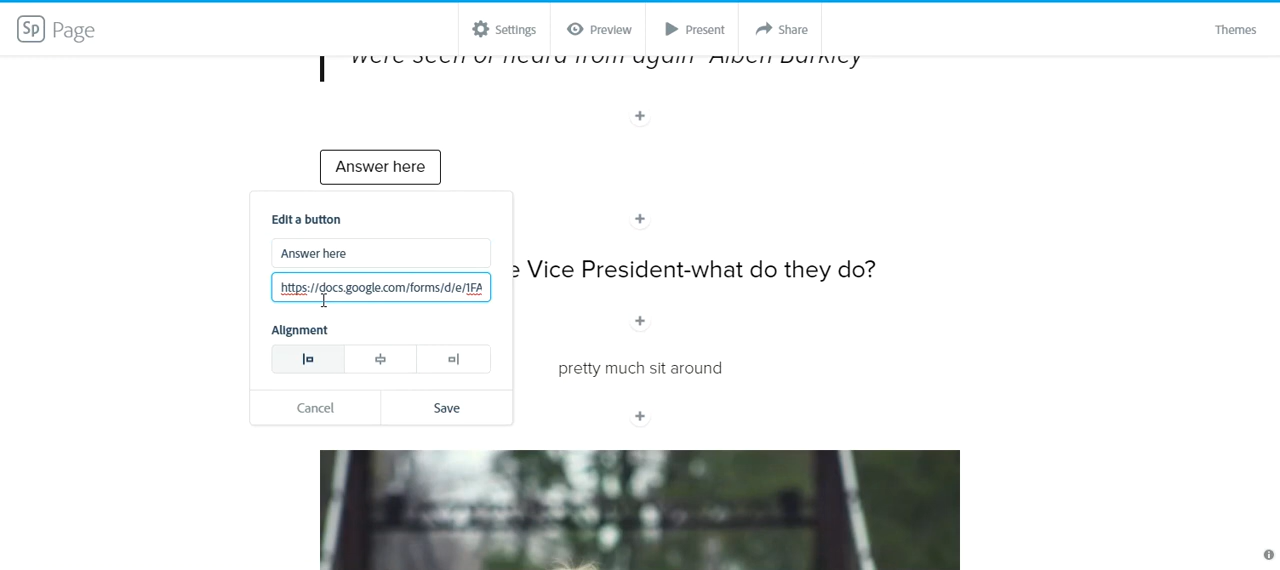 Sp Page
Settings
Preview
Present
Share
Themes
were seen or heard from again" Alben Barkley
Answer here
Edit a button
Answer here
https://docs.google.com/forms/d/e/1FA
e Vice President-what do they do?
Alignment
pretty much sit around
Cancel
Save